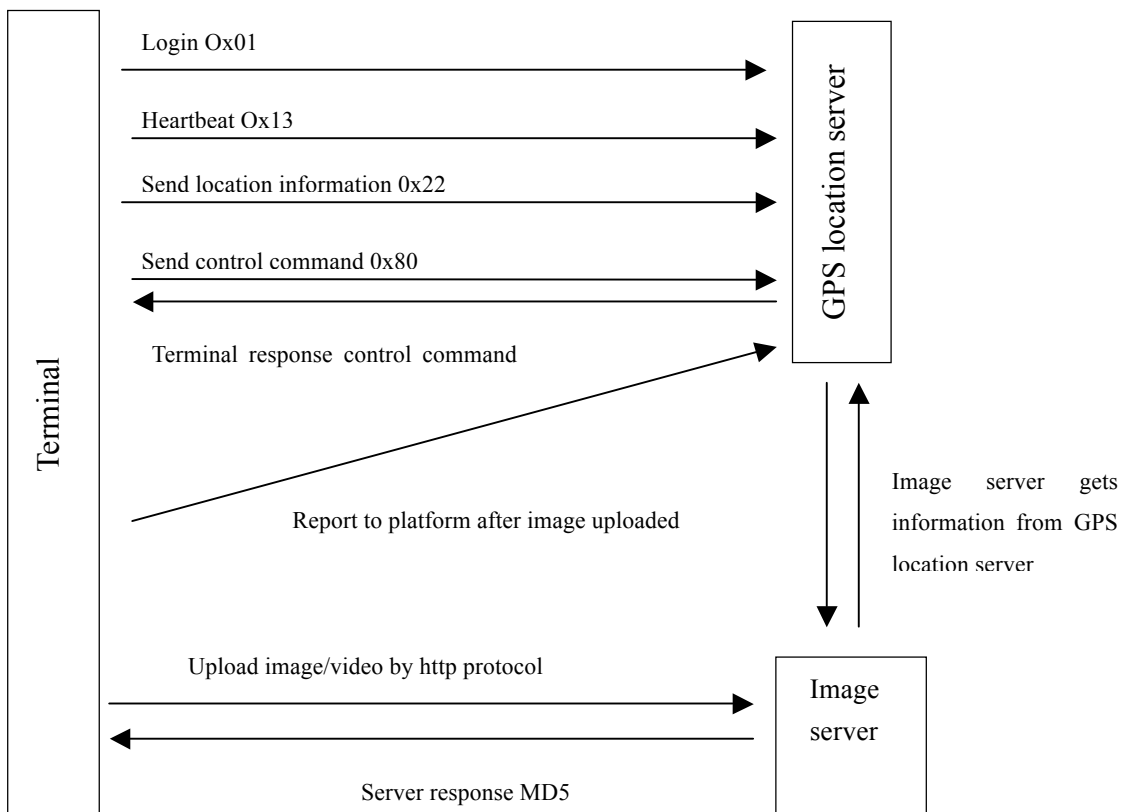 Login Ox01
Heartbeat Ox13
Send location information 0x22
Send control command 0x80
Terminal response control command
GPS location server
Terminal
Report to platform after image uploaded
Image server gets
information from GPS
location server
Upload image/video by http protocol
Image
server
Server response MD5